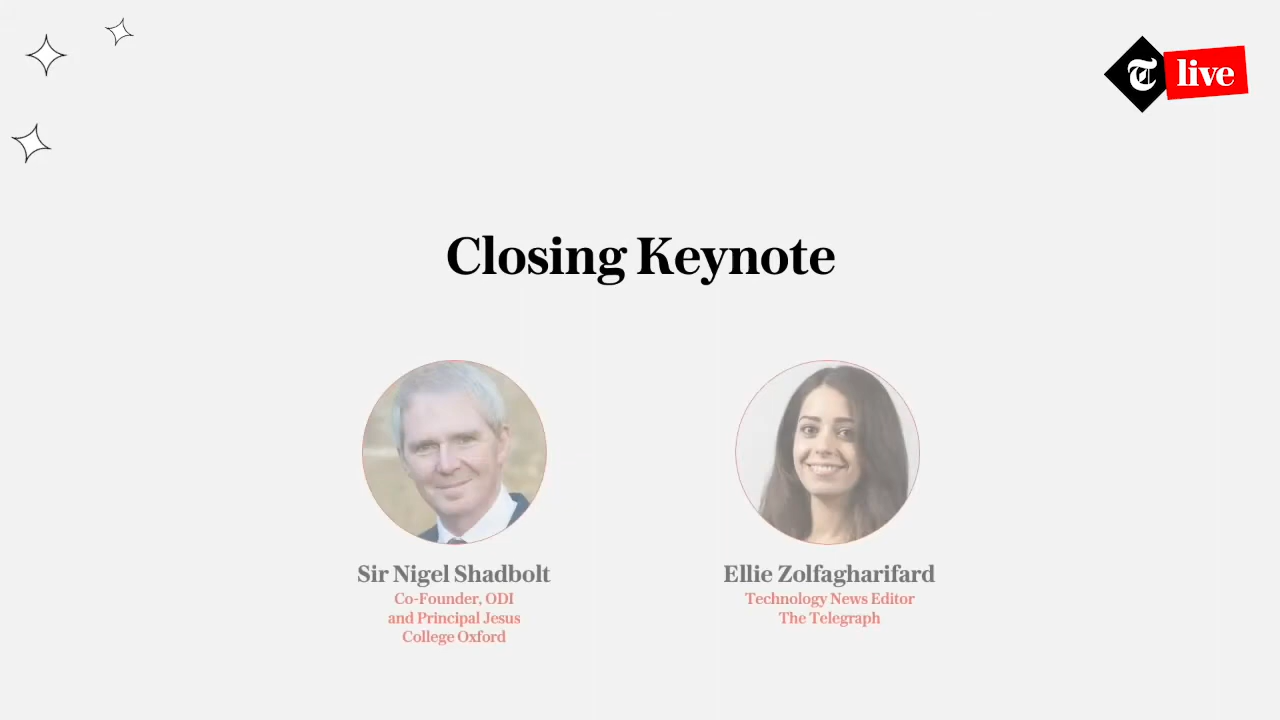 T live
Closing Keynote
Sir Nigel Shadbolt
Co-Founder, ODI
and Principal Jesus
College Oxford
Ellie Zolfagharifard
Technology News Editor
The Telegraph